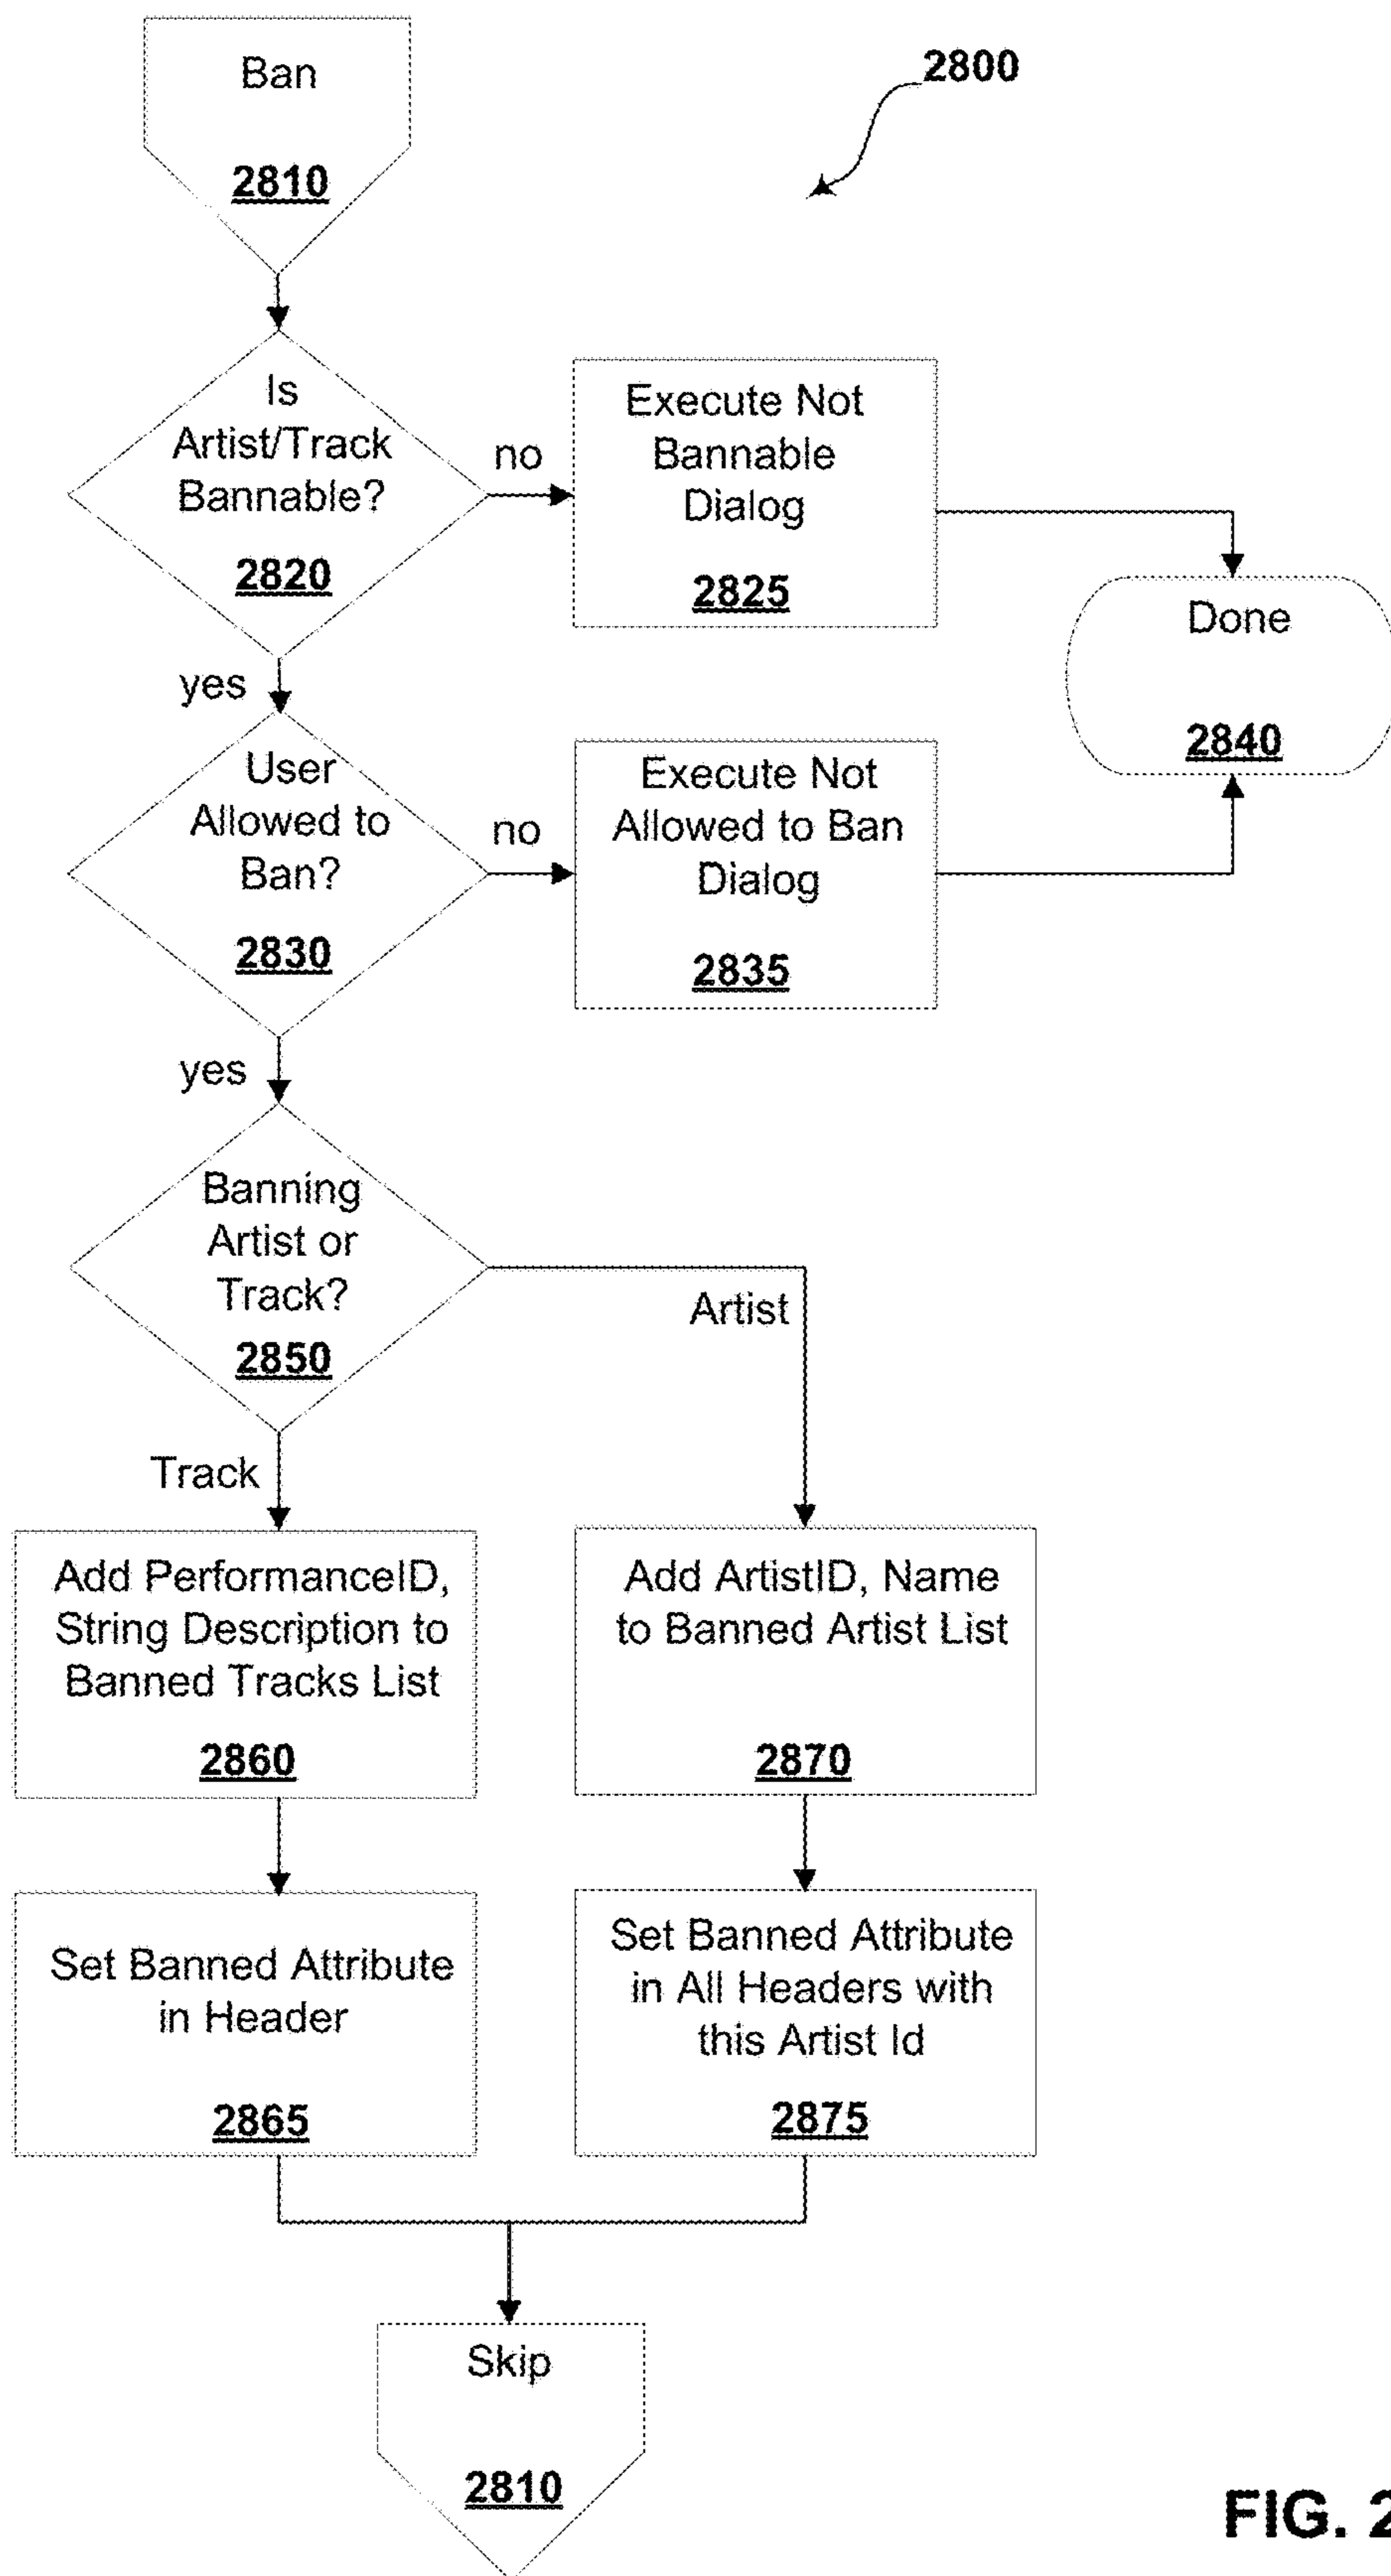 Ban
2810
2800
Is
Artist/Track
Bannable?
2820
no
Execute Not
Bannable
Dialog
2825
Done
2840
yes
User
Allowed to
Ban?
2830
no
Execute Not
Allowed to Ban
Dialog
2835
yes
Banning
Artist or
Track?
2850
Artist
Track
Add PerformanceID,
String Description to
Banned Tracks List
2860
Add ArtistID, Name
to Banned Artist List
2870
Set Banned Attribute
in Header
2865
Set Banned Attribute
in All Headers with
this Artist Id
2875
Skip
2810
FIG. 2